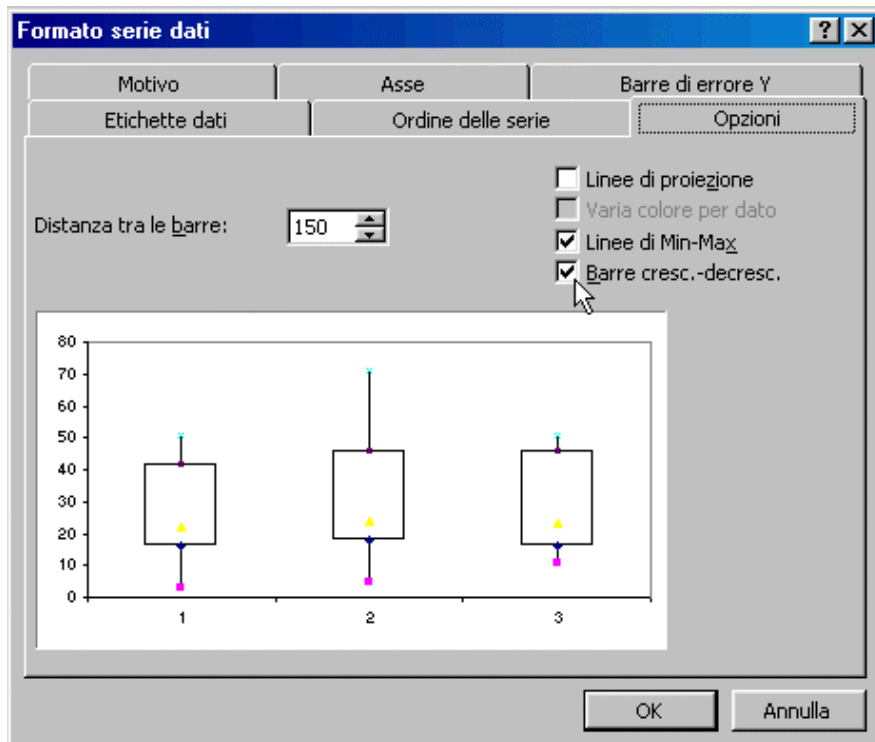 Formato serie dati
Motivo
Asse
Barre di errore Y
Etichette dati
Ordine delle serie
Opzioni
Distanza tra le barre:
150
Linee di proiezione
Varia colore per dato
Linee di Min-Max
Barre cresc.-decresc.
80
70
60
50
40
30
20
10
0
1
2
3
OK
Annulla